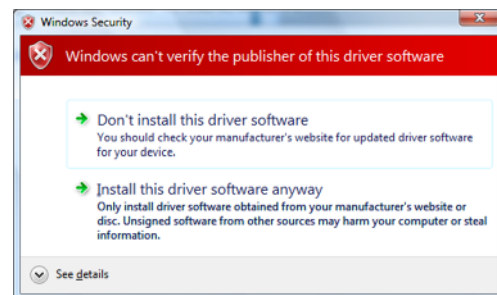 Windows Security
Windows can't verify the publisher of this driver software
Don't install this driver software
You should check your manufacturer's website for updated driver software
for your device.
Install this driver software anyway
Only install driver software obtained from your manufacturer's website or
disc. Unsigned software from other sources may harm your computer or steal
information.
See details